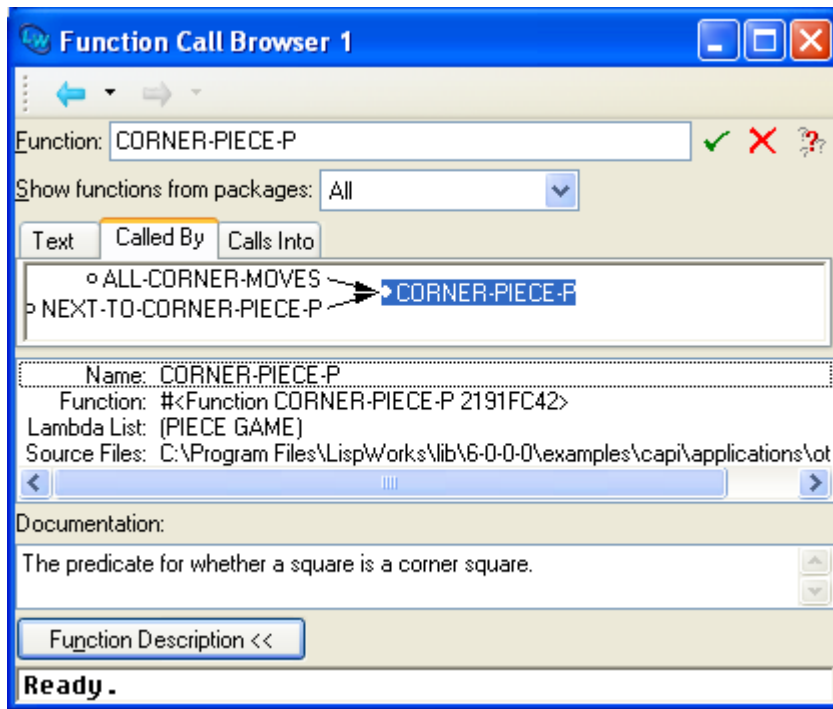 Function Call Browser 1
Function: CORNER-PIECE-P
Show functions from packages: All
Text Called By Calls Into
ALL-CORNER-MOVES
CORNER-PIECE-P
NEXT-TO-CORNER-PIECE-P
Name: CORNER-PIECE-P
Function: #<Function CORNER-PIECE-P 2191FC42>
Lambda List: (PIECE GAME)
Source Files: C:\Program Files\LispWorks\lib\6-0-0-0\examples\capi\applications\ot
Documentation:
The predicate for whether a square is a corner square.
Function Description <<
Ready.